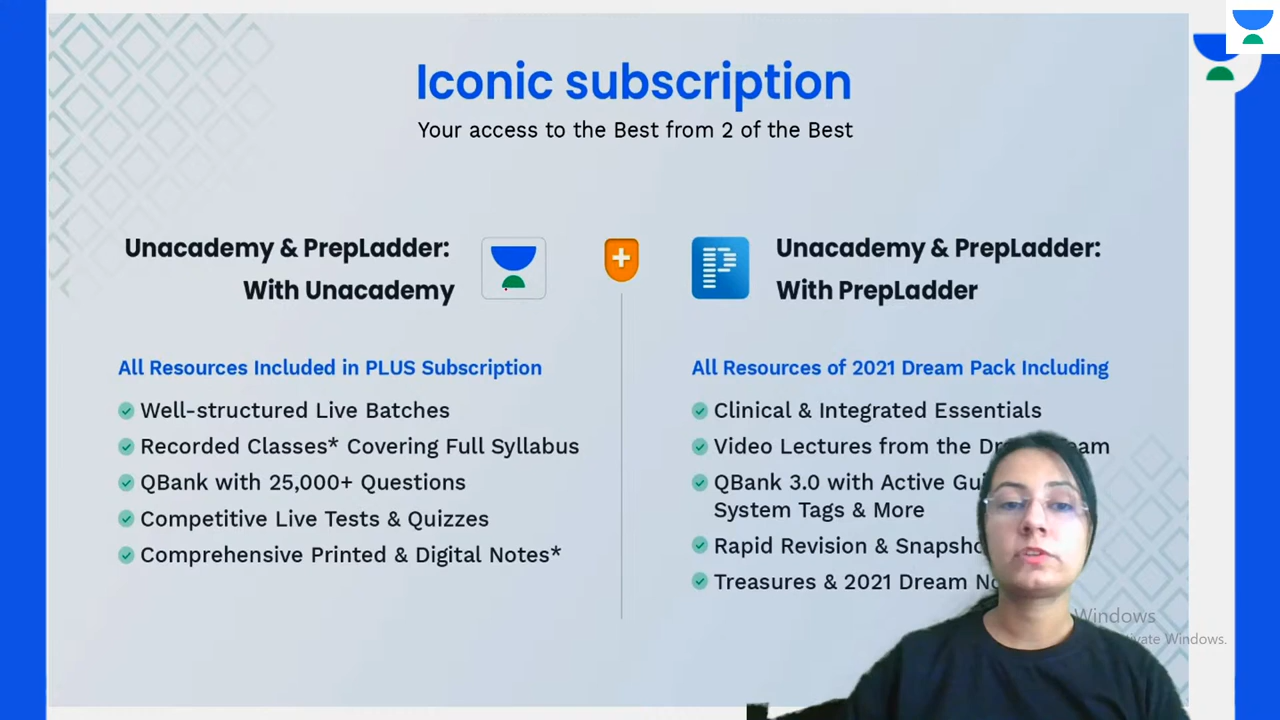 Iconic subscription
Your access to the Best from 2 of the Best
Unacademy & PrepLadder:
With Unacademy
Unacademy & PrepLadder:
With PrepLadder
All Resources Included in PLUS Subscription
Well-structured Live Batches
Recorded Classes* Covering Full Syllabus
QBank with 25,000+ Questions
Competitive Live Tests & Quizzes
Comprehensive Printed & Digital Notes*
All Resources of 2021 Dream Pack Including
Clinical & Integrated Essentials
Video Lectures from the
QBank 3.0 with Active
System Tags & More
Rapid Revision &
Treasures & 2021 Dream
Windows
Windows.